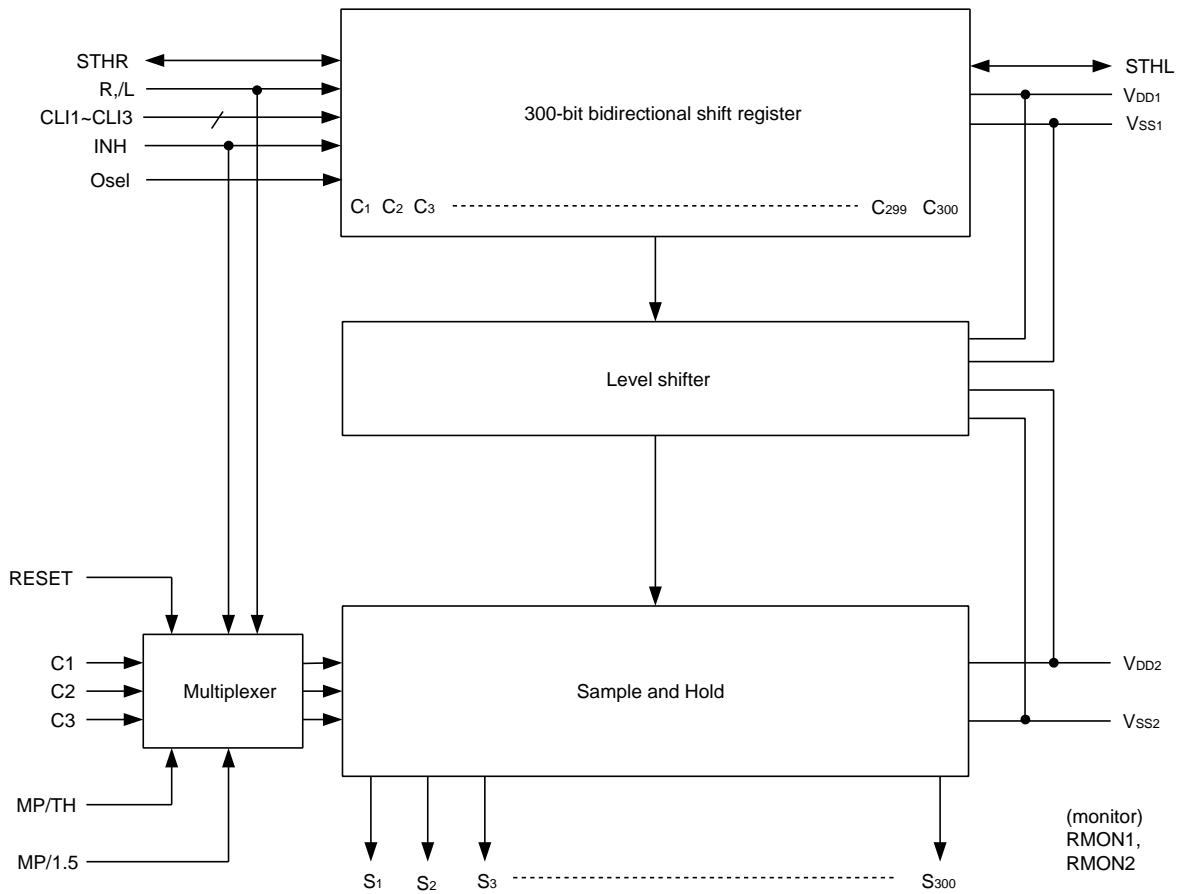 STHR
R,/L
CLI1~CLI3
INH
Osel
300-bit bidirectional shift register
C1 C2 C3 C299 C300
STHL
VDD1
VSS1
Level shifter
RESET
C1
C2
C3
Multiplexer
Sample and Hold
VDD2
VSS2
MP/TH
MP/1.5
S1 S2 S3 S300
(monitor)
RMON1,
RMON2